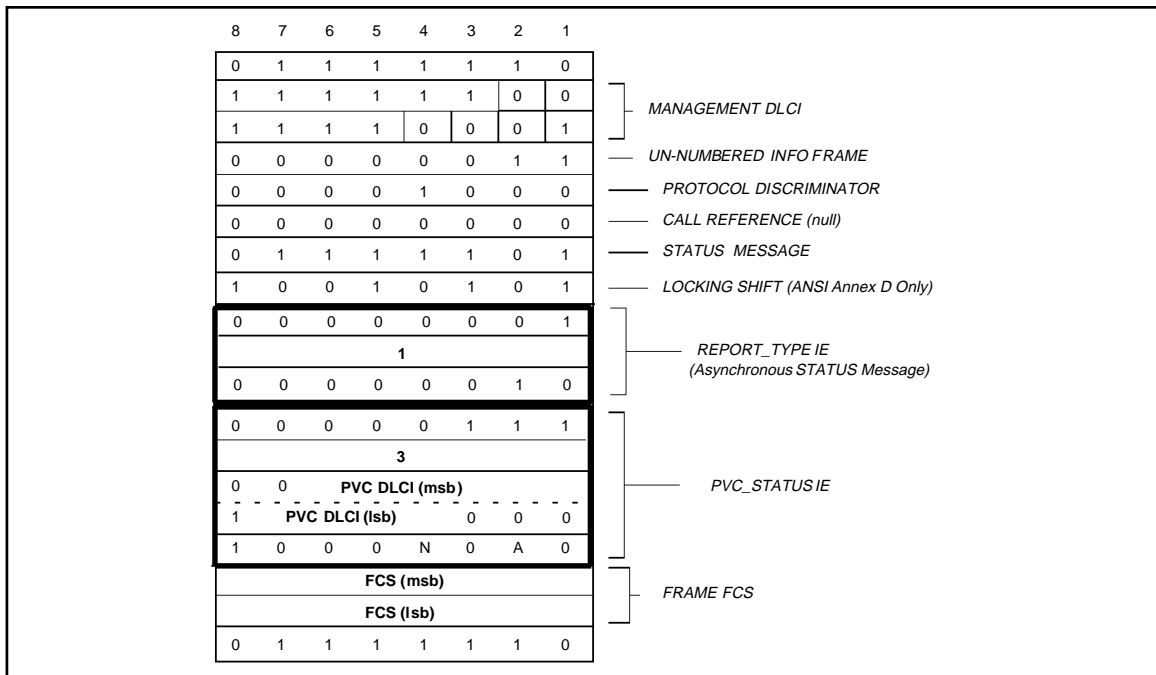 8 7 6 5 4 3 2 1
0 1 1 1 1 1 1 0
1 1 1 1 1 1 0 0
MANAGEMENT DLCI
1 1 1 1 0 0 0 1
0 0 0 0 0 0 1 1 UN-NUMBERED INFO FRAME
0 0 0 0 1 0 0 0 PROTOCOL DISCRIMINATOR
0 0 0 0 0 0 0 0 CALL REFERENCE (null)
0 1 1 1 1 1 0 1 STATUS MESSAGE
1 0 0 1 0 1 0 1 LOCKING SHIFT (ANSI Annex D Only)
0 0 0 0 0 0 0 1
1 REPORT_TYPE IE
(Asynchronous STATUS Message)
0 0 0 0 0 0 1 0
0 0 0 0 0 1 1 1
3
0 0 PVC DLCI (msb) PVC_STATUS IE
1 PVC DLCI (lsb) 0 0 0
1 0 0 0 N 0 A 0
FCS (msb)
FRAME FCS
FCS (lsb)
0 1 1 1 1 1 1 0